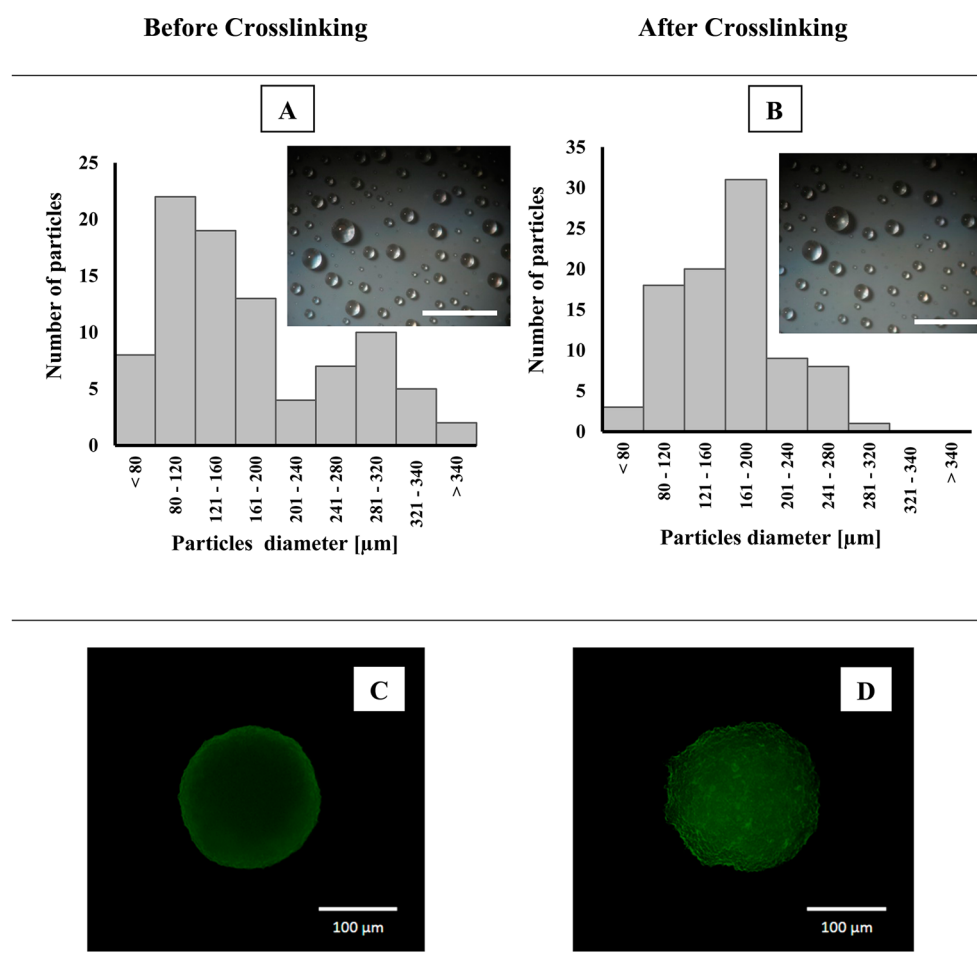 Before Crosslinking
After Crosslinking
A
B
Number of particles
25
20
15
10
5
0
< 80
80 - 120
121 - 160
161 - 200
201 - 240
241 - 280
281 - 320
321 - 340
> 340
Particles diameter [µm]
Number of particles
35
30
25
20
15
10
5
0
< 80
80 - 120
121 - 160
161 - 200
201 - 240
241 - 280
281 - 320
321 - 340
> 340
Particles diameter [µm]
C
100 µm
D
100 µm